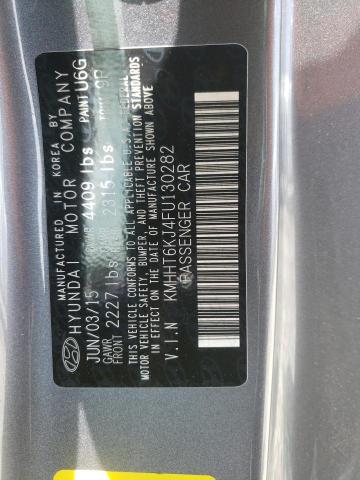 MANUFACTURED IN KOREA BY
HYUNDAI MOTOR COMPANY
JUN/03/15 4409 lbs PAINT U6G
GAWR
FRONT 2227 lbs 2315 lbs 9P
THIS VEHICLE CONFORMS TO ALL APPLICABLE U.S.A FEDERAL
MOTOR VEHICLE SAFETY, BUMPER, AND THEFT PREVENTION STANDARDS
IN EFFECT ON THE DATE OF MANUFACTURE SHOWN ABOVE
V.I.N KMHHT6KJ4FU130282
PASSENGER CAR